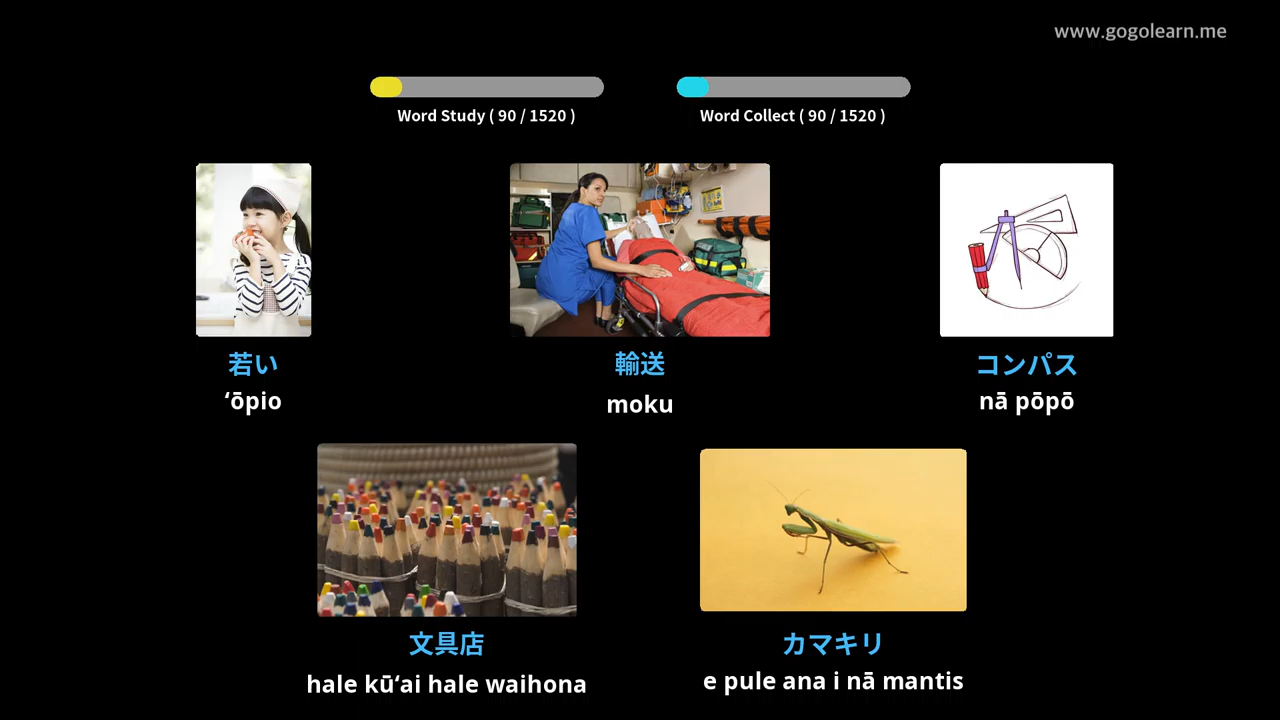 www.gogolearn.me
Word Study ( 90 / 1520 )
Word Collect ( 90 / 1520 )
若い
ʻōpio
輸送
moku
コンパス
nā pōpō
文具店
hale kūʻai hale waihona
カマキリ
e pule ana i nā mantis